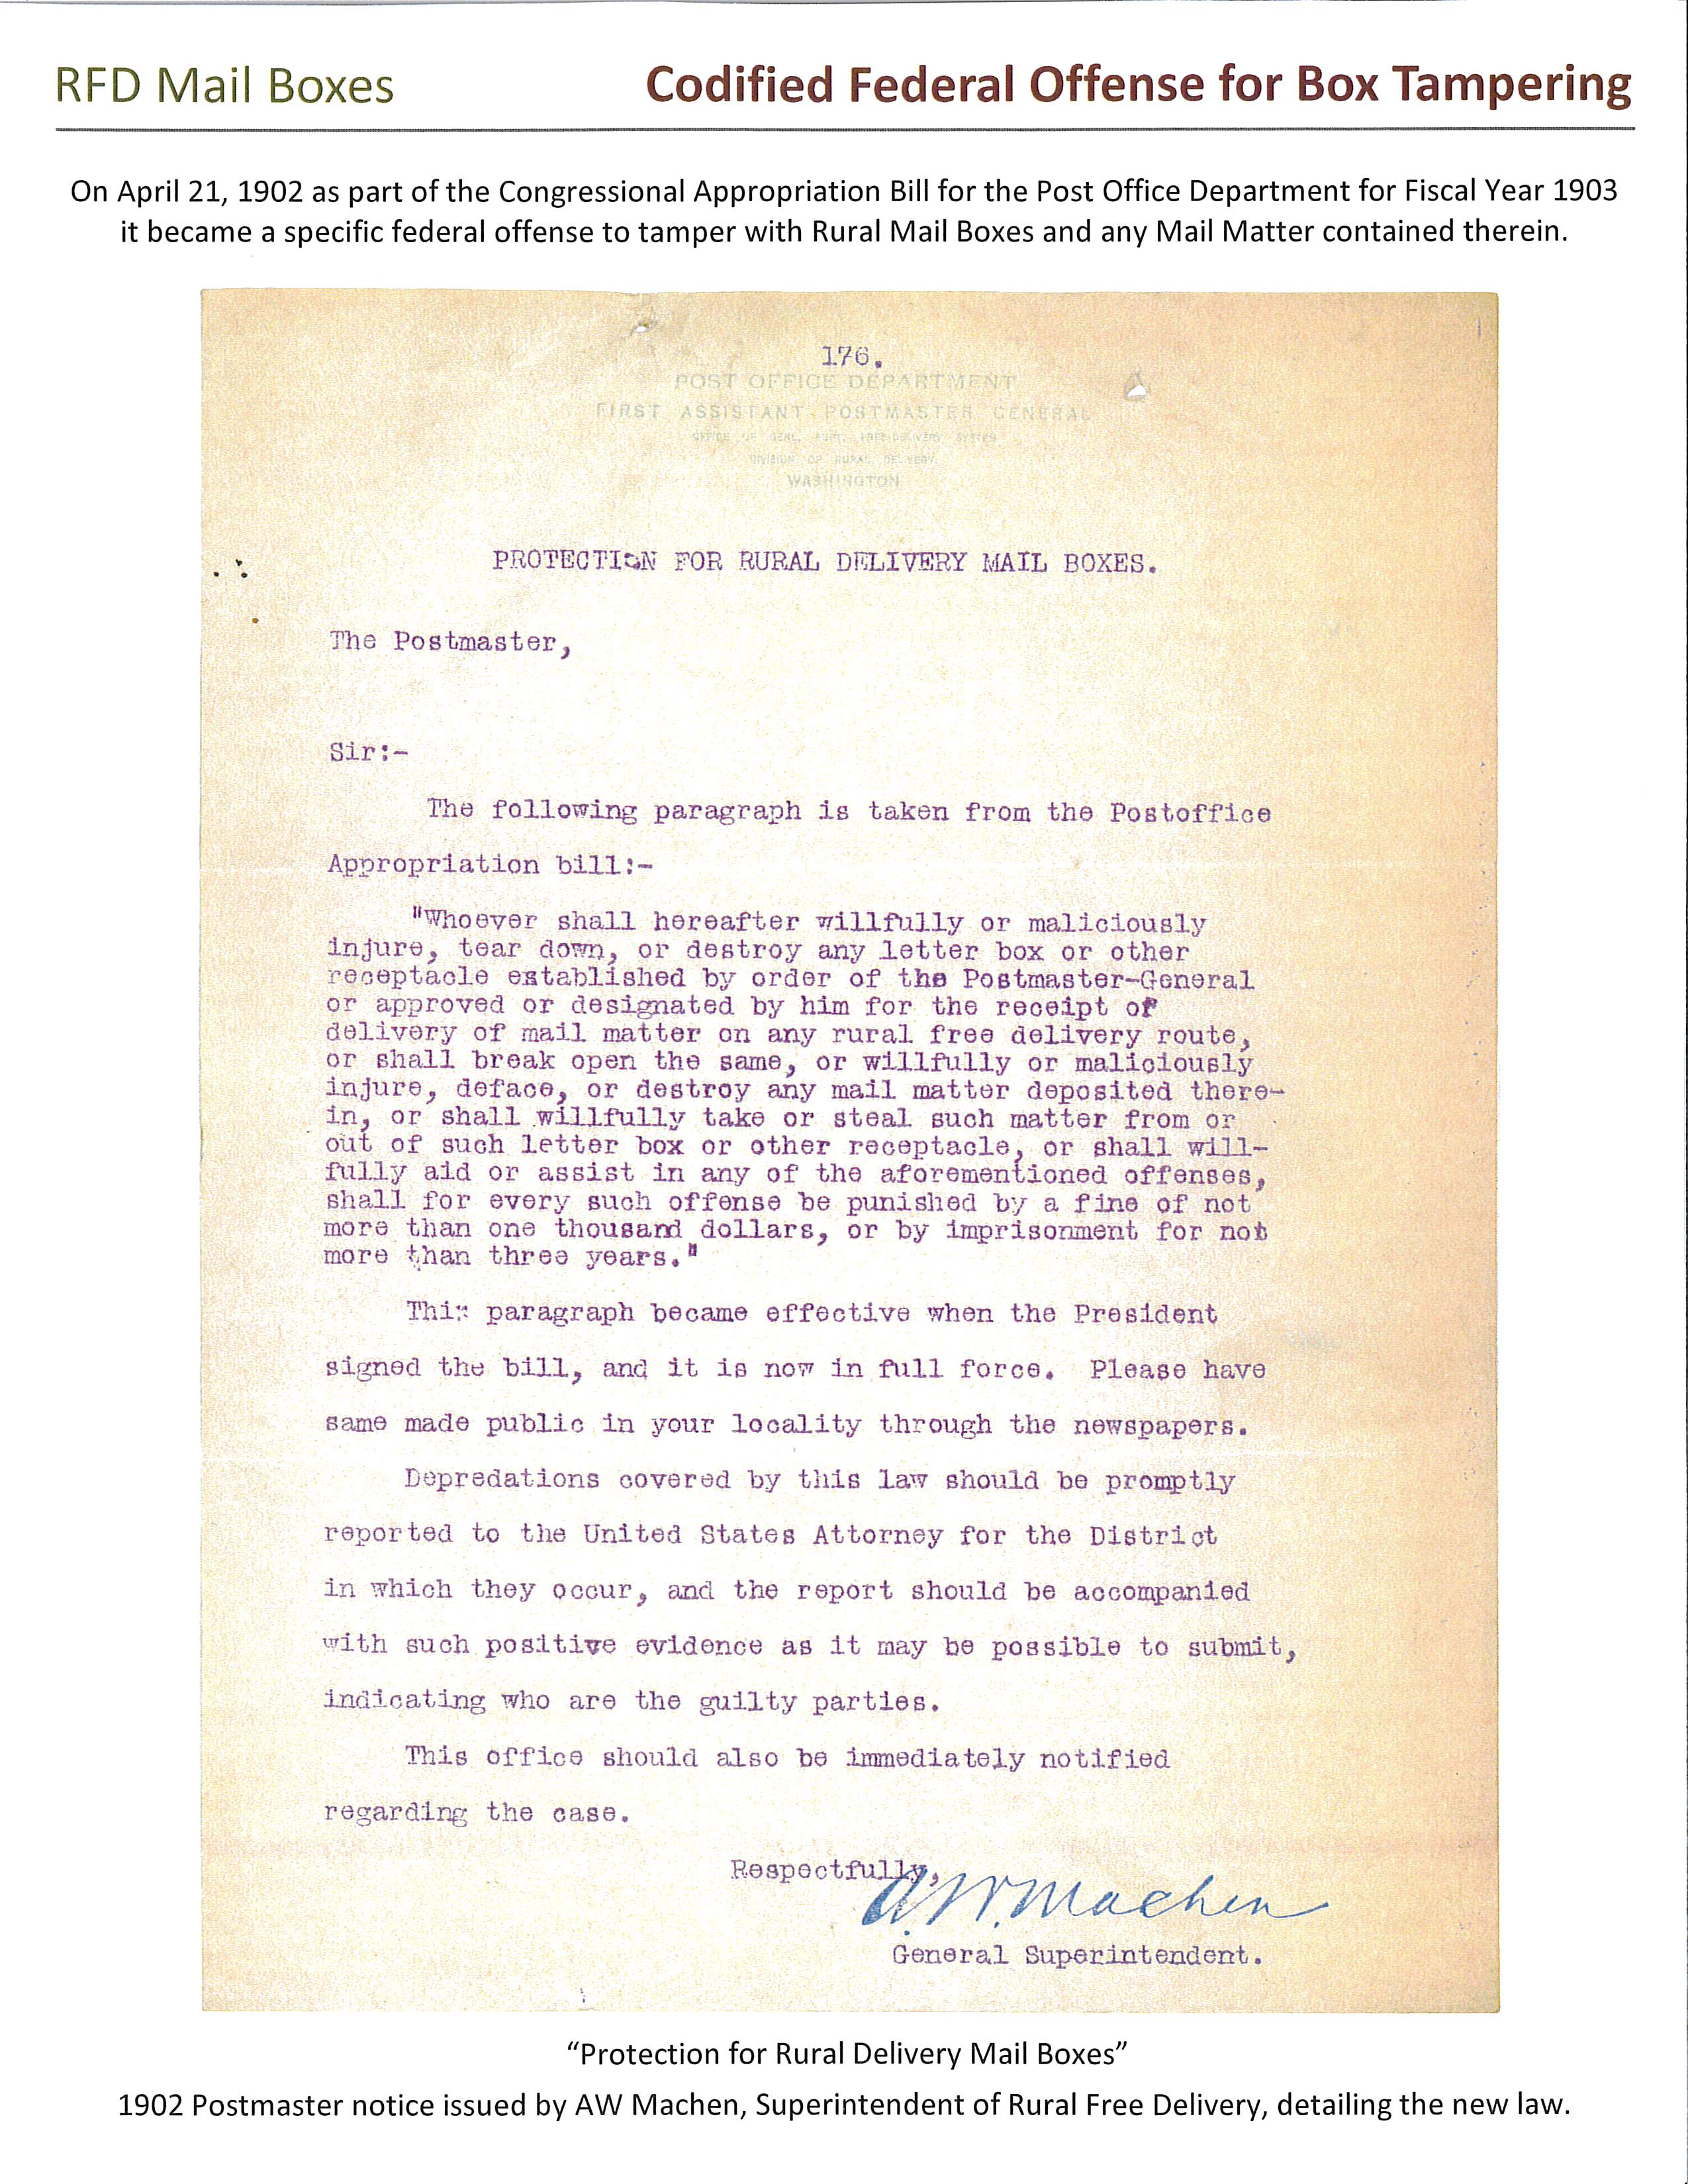 RFD Mail Boxes
Codified Federal Offense for Box Tampering
On April 21, 1902 as part of the Congressional Appropriation Bill for the Post Office Department for Fiscal Year 1903
it became a specific federal offense to tamper with Rural Mail Boxes and any Mail Matter contained therein.
176.
POST OFFICE DEPARTMENT
FIRST ASSISTANT POSTMASTER GENERAL
OFFICE OF GENL. SUPT. FREE DELIVERY SYSTEM
DIVISION OF RURAL DELIVERY
WASHINGTON
PROTECTION FOR RURAL DELIVERY MAIL BOXES.
The Postmaster,
Sir:-
The following paragraph is taken from the Postoffice
Appropriation bill:-
"Whoever shall hereafter willfully or maliciously
injure, tear down, or destroy any letter box or other
receptacle established by order of the Postmaster-General
or approved or designated by him for the receipt or
delivery of mail matter on any rural free delivery route,
or shall break open the same, or willfully or maliciously
injure, deface, or destroy any mail matter deposited there-
in, or shall willfully take or steal such matter from or
out of such letter box or other receptacle, or shall will-
fully aid or assist in any of the aforementioned offenses,
shall for every such offense be punished by a fine of not
more than one thousand dollars, or by imprisonment for not
more than three years."
This paragraph became effective when the President
signed the bill, and it is now in full force. Please have
same made public in your locality through the newspapers.
Depredations covered by this law should be promptly
reported to the United States Attorney for the District
in which they occur, and the report should be accompanied
with such positive evidence as it may be possible to submit,
indicating who are the guilty parties.
This office should also be immediately notified
regarding the case.
Respectfully,
A.W. Machen
General Superintendent.
“Protection for Rural Delivery Mail Boxes”
1902 Postmaster notice issued by AW Machen, Superintendent of Rural Free Delivery, detailing the new law.